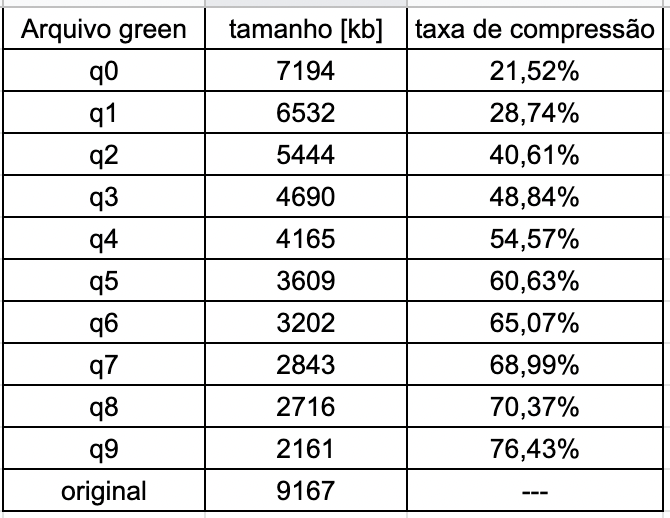 Arquivo green tamanho [kb] taxa de compressão
q0 7194 21,52%
q1 6532 28,74%
q2 5444 40,61%
q3 4690 48,84%
q4 4165 54,57%
q5 3609 60,63%
q6 3202 65,07%
q7 2843 68,99%
q8 2716 70,37%
q9 2161 76,43%
original 9167 ---